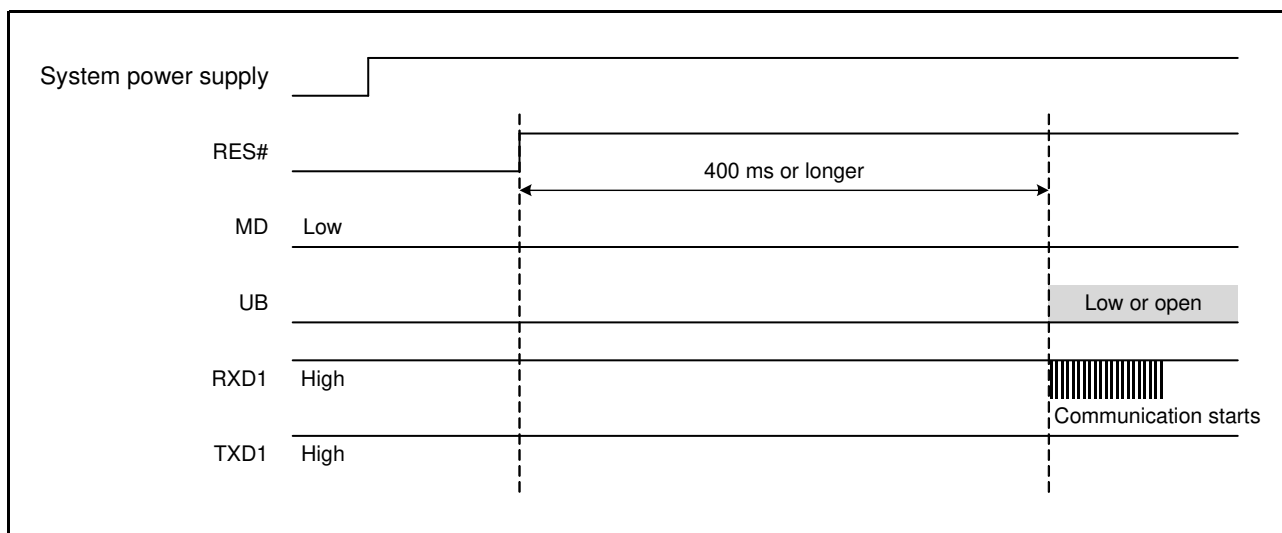 System power supply
RES#
400 ms or longer
MD Low
UB Low or open
RXD1 High
Communication starts
TXD1 High